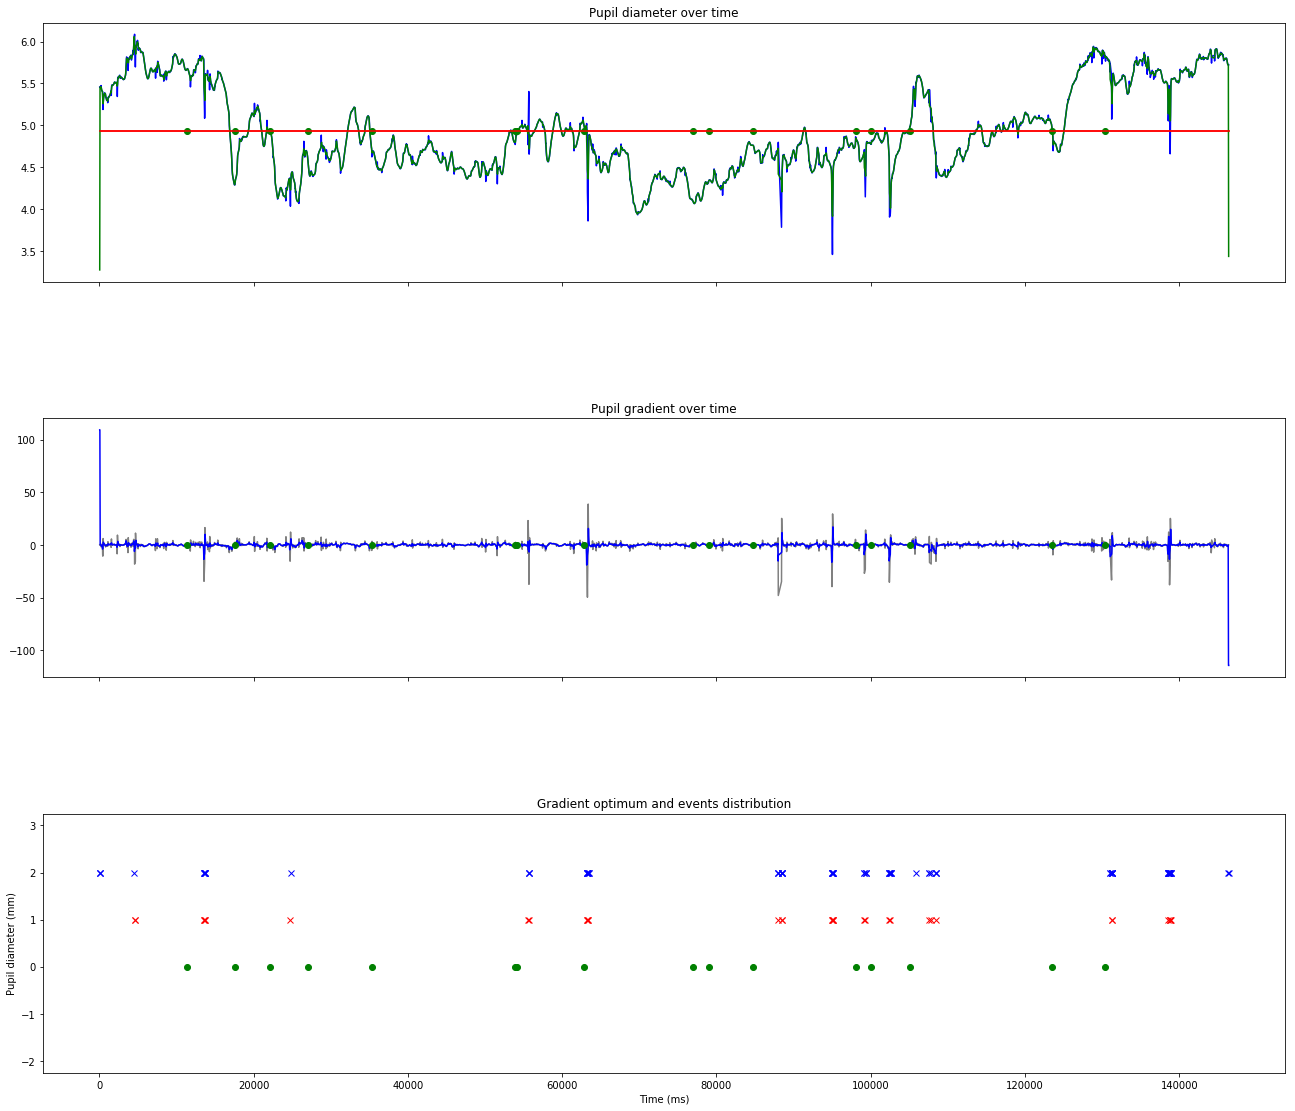 Pupil diameter over time
6.0
5.5
5.0
4.5
4.0
3.5
Pupil gradient over time
100
50
0
−50
−100
Gradient optimum and events distribution
3
2
1
0
−1
−2
Pupil diameter (mm)
0 20000 40000 60000 80000 100000 120000 140000
Time (ms)